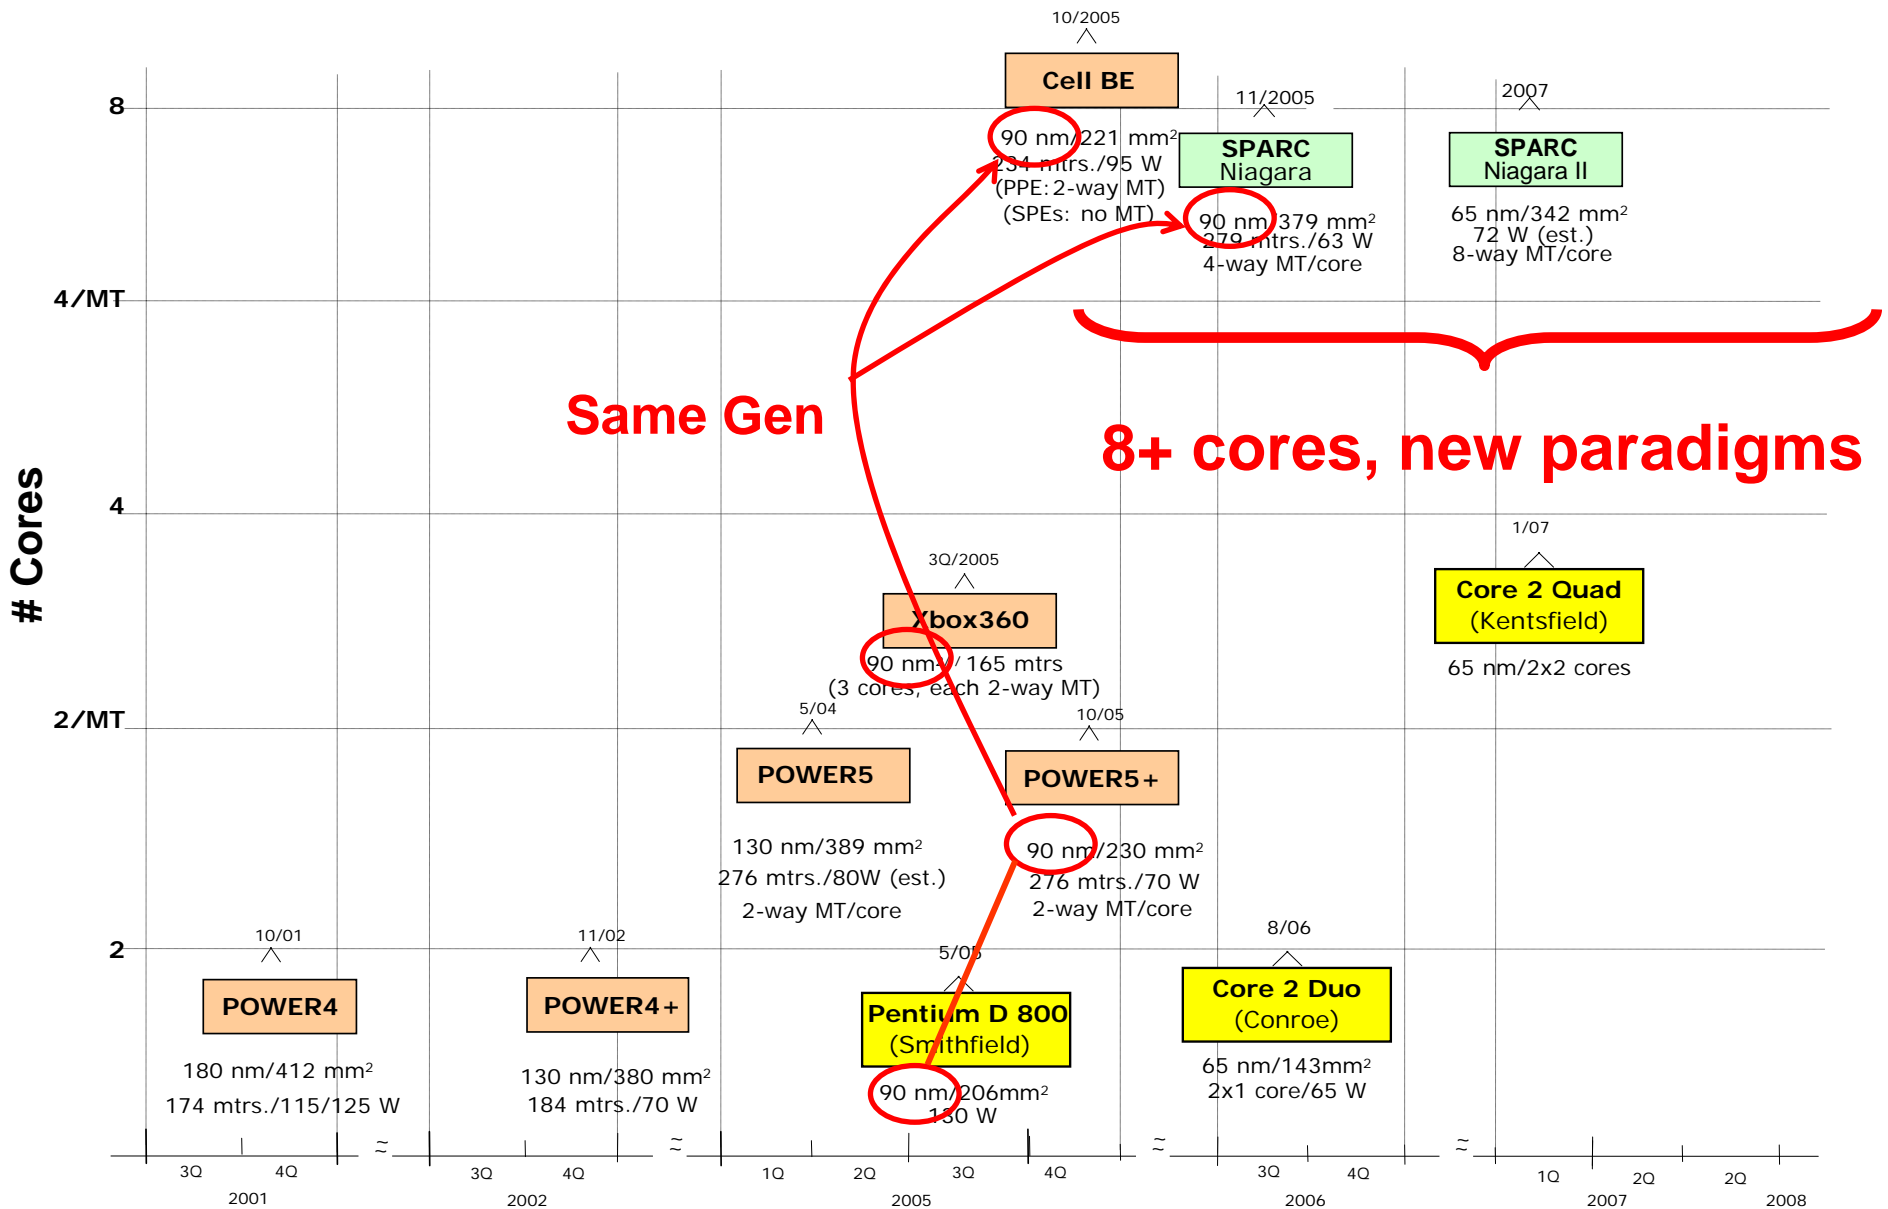 10/2005
Cell BE
90 nm/221 mm²
234 mtrs./95 W
(PPE: 2-way MT)
(SPEs: no MT)
11/2005
SPARC
Niagara
90 nm/379 mm²
279 mtrs./63 W
4-way MT/core
2007
SPARC
Niagara II
65 nm/342 mm²
72 W (est.)
8-way MT/core
8
4/MT
4
2/MT
2
# Cores
Same Gen
8+ cores, new paradigms
3Q/2005
Xbox360
90 nm / 165 mtrs
(3 cores, each 2-way MT)
1/07
Core 2 Quad
(Kentsfield)
65 nm/2x2 cores
5/04
POWER5
130 nm/389 mm²
276 mtrs./80W (est.)
2-way MT/core
10/05
POWER5+
90 nm/230 mm²
276 mtrs./70 W
2-way MT/core
10/01
POWER4
180 nm/412 mm²
174 mtrs./115/125 W
11/02
POWER4+
130 nm/380 mm²
184 mtrs./70 W
5/05
Pentium D 800
(Smithfield)
90 nm/206mm²
130 W
8/06
Core 2 Duo
(Conroe)
65 nm/143mm²
2x1 core/65 W
≈ ≈ ≈ ≈
3Q 4Q 3Q 4Q 1Q 2Q 3Q 4Q 3Q 4Q 1Q 2Q 2Q
2001 2002 2005 2006 2007 2008